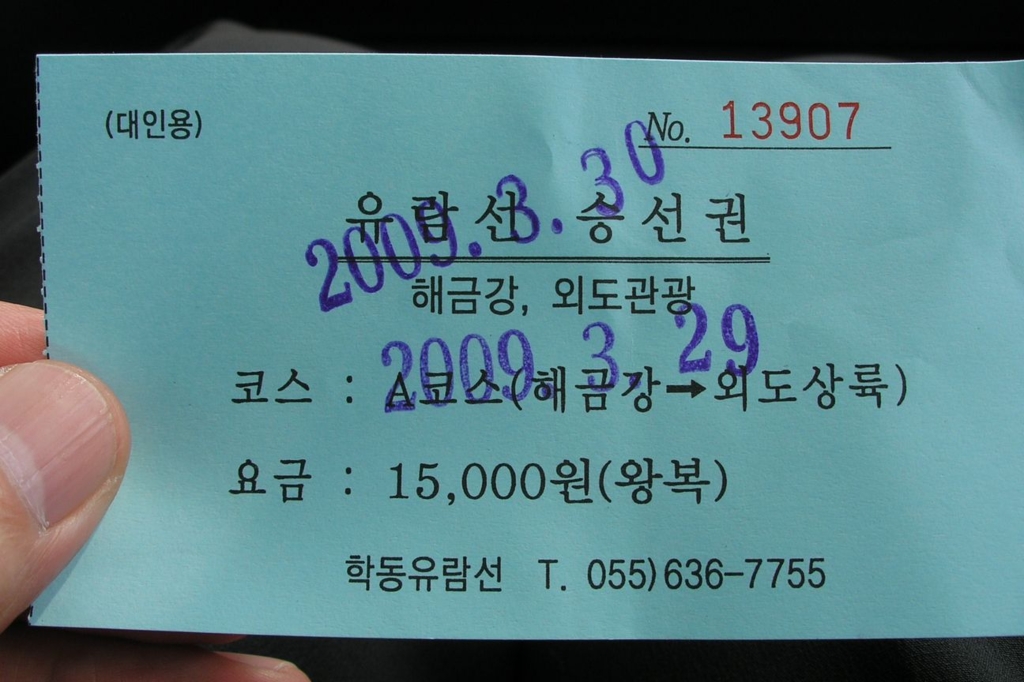 (대인용)
No. 13907
2009.3.30
유람선 승선권
해금강, 외도관광
2009.3.29
코스 : A코스(해금강→외도상륙)
요금 : 15,000원(왕복)
학동유람선 T. 055)636-7755